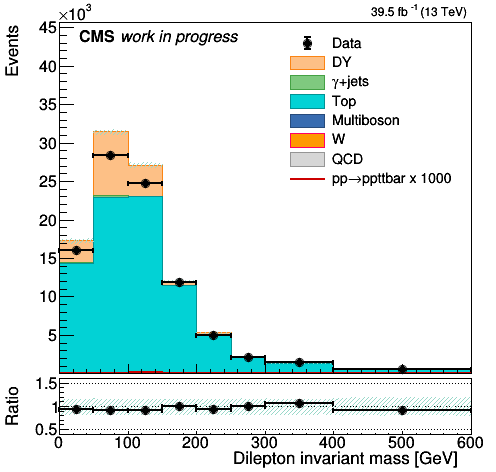 ×10³
39.5 fb⁻¹ (13 TeV)
CMS work in progress
Events
45
40
35
30
25
20
15
10
5
Data
DY
γ+jets
Top
Multiboson
W
QCD
pp→ppttbar x 1000
Ratio
1.5
1
0.5
0 100 200 300 400 500 600
Dilepton invariant mass [GeV]